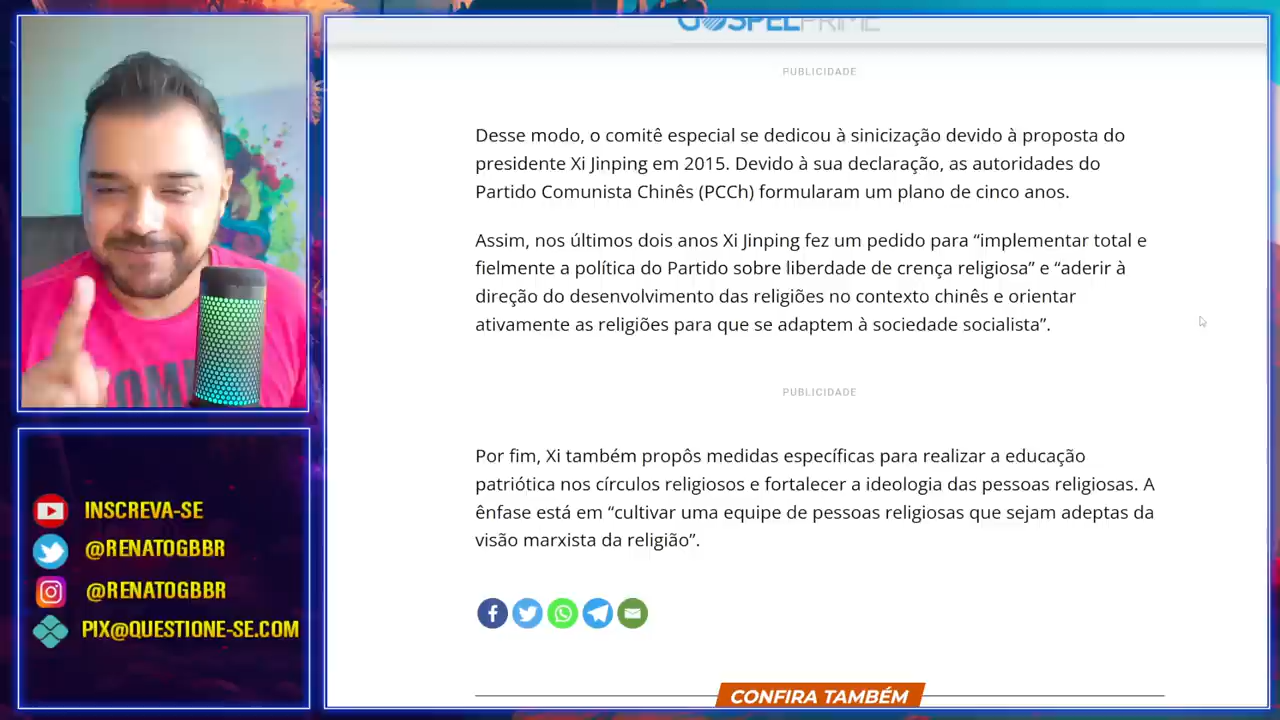 GOSPELPRIME
PUBLICIDADE
Desse modo, o comitê especial se dedicou à sinicização devido à proposta do
presidente Xi Jinping em 2015. Devido à sua declaração, as autoridades do
Partido Comunista Chinês (PCCh) formularam um plano de cinco anos.
Assim, nos últimos dois anos Xi Jinping fez um pedido para “implementar total e
fielmente a política do Partido sobre liberdade de crença religiosa” e “aderir à
direção do desenvolvimento das religiões no contexto chinês e orientar
ativamente as religiões para que se adaptem à sociedade socialista”.
PUBLICIDADE
Por fim, Xi também propôs medidas específicas para realizar a educação
patriótica nos círculos religiosos e fortalecer a ideologia das pessoas religiosas. A
ênfase está em “cultivar uma equipe de pessoas religiosas que sejam adeptas da
visão marxista da religião”.
CONFIRA TAMBÉM
INSCREVA-SE
@RENATOGBBR
@RENATOGBBR
PIX@QUESTIONE-SE.COM